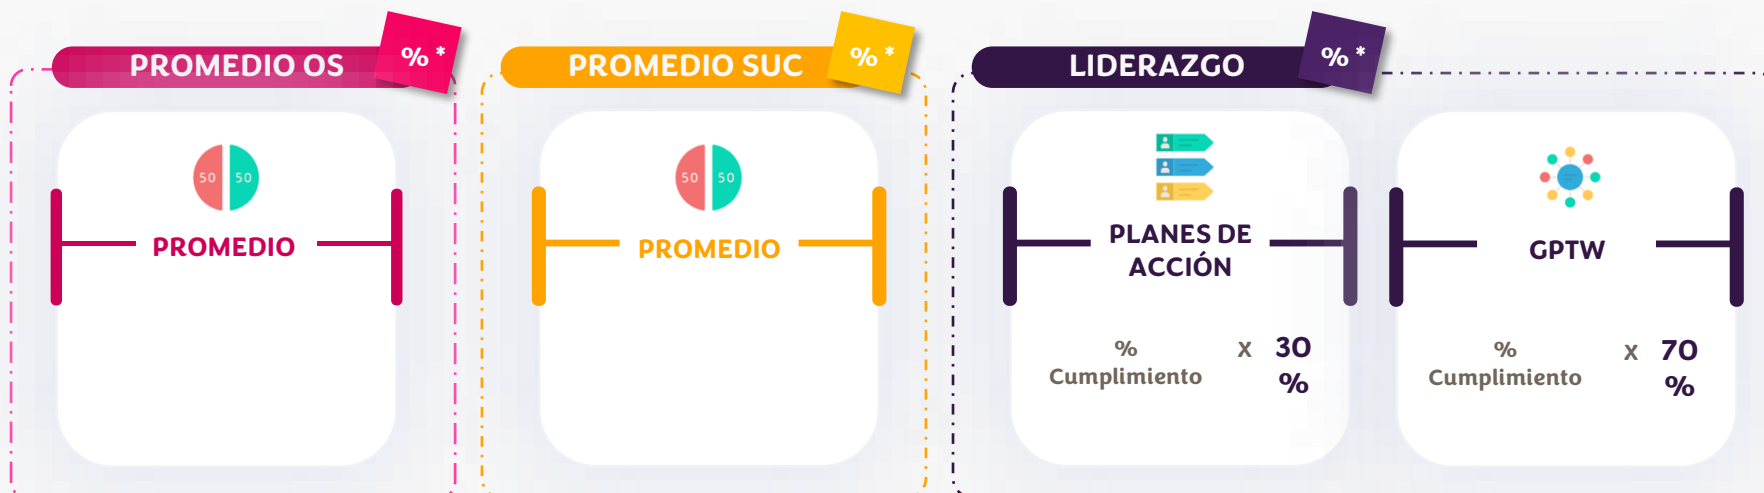 PROMEDIO OS
% *
50 50
PROMEDIO
PROMEDIO SUC
% *
50 50
PROMEDIO
LIDERAZGO
% *
PLANES DE
ACCIÓN
%
Cumplimiento
X
30
%
GPTW
%
Cumplimiento
X
70
%